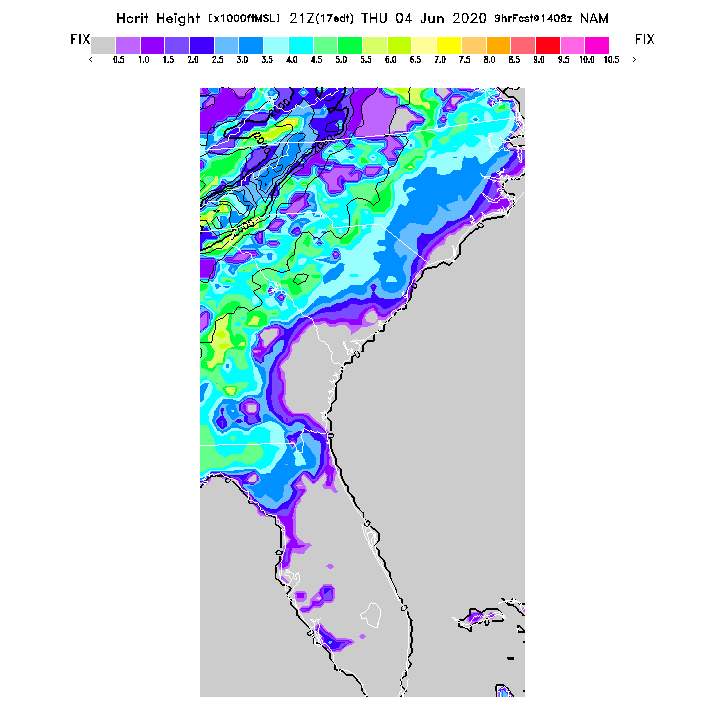 Hcrit Height [x1000ftMSL] 21Z(17edt) THU 04 Jun 2020 9hrFcst@1408z NAM
FIX FIX
< 0.5 1.0 1.5 2.0 2.5 3.0 3.5 4.0 4.5 5.0 5.5 6.0 6.5 7.0 7.5 8.0 8.5 9.0 9.5 10.0 10.5 >